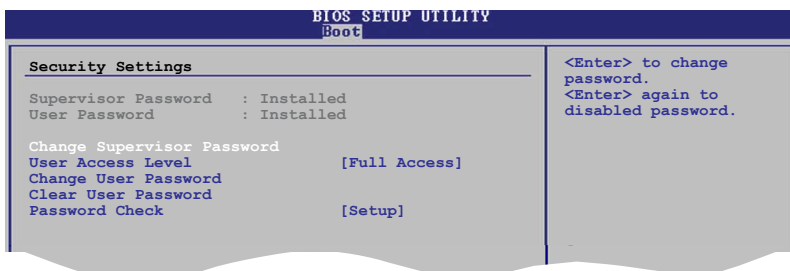 BIOS SETUP UTILITY
Boot
Security Settings
Supervisor Password : Installed
User Password : Installed
Change Supervisor Password
User Access Level [Full Access]
Change User Password
Clear User Password
Password Check [Setup]
<Enter> to change
password.
<Enter> again to
disabled password.